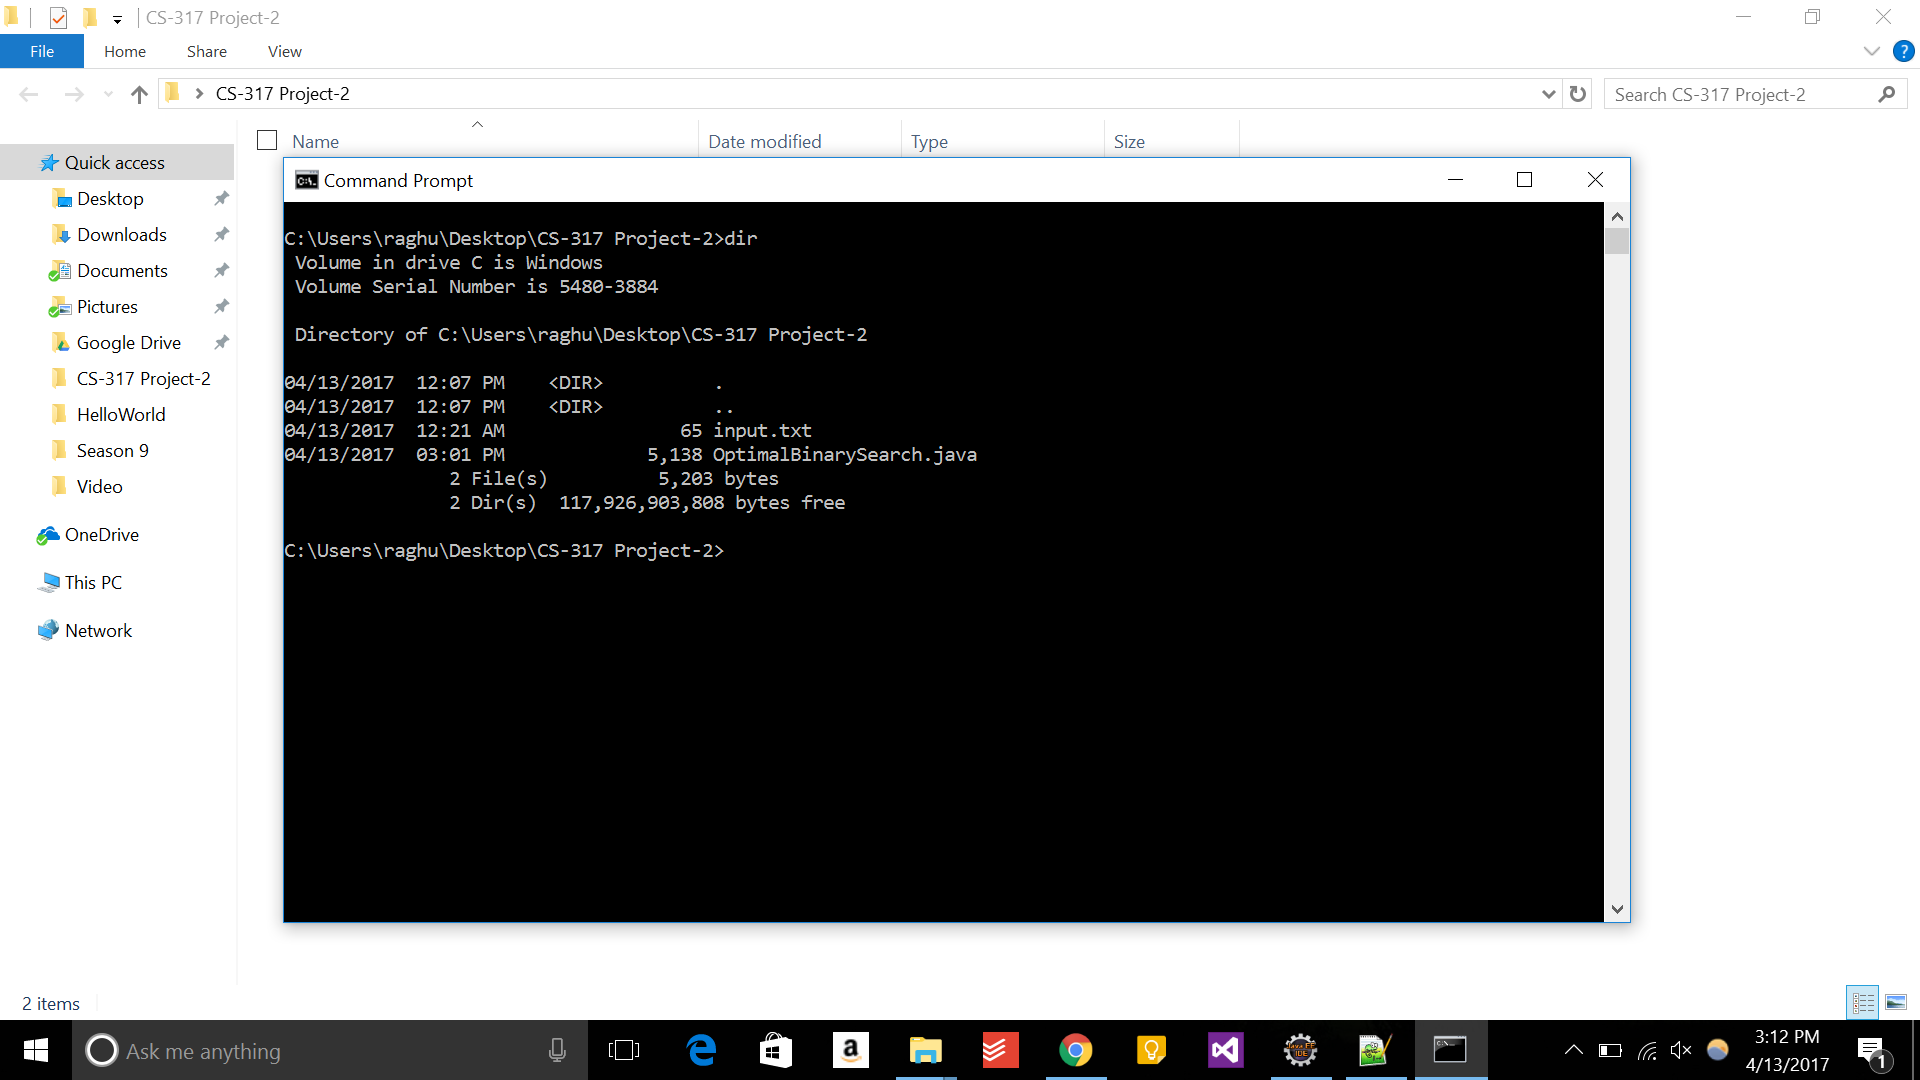 CS-317 Project-2
File Home Share View
CS-317 Project-2
Search CS-317 Project-2
Name Date modified Type Size
Quick access
Desktop
Downloads
Documents
Pictures
Google Drive
CS-317 Project-2
HelloWorld
Season 9
Video
OneDrive
This PC
Network
Command Prompt
C:\Users\raghu\Desktop\CS-317 Project-2>dir
Volume in drive C is Windows
Volume Serial Number is 5480-3884
Directory of C:\Users\raghu\Desktop\CS-317 Project-2
04/13/2017 12:07 PM <DIR> .
04/13/2017 12:07 PM <DIR> ..
04/13/2017 12:21 AM 65 input.txt
04/13/2017 03:01 PM 5,138 OptimalBinarySearch.java
2 File(s) 5,203 bytes
2 Dir(s) 117,926,903,808 bytes free
C:\Users\raghu\Desktop\CS-317 Project-2>
2 items
Ask me anything
Java EE
IDE
3:12 PM
4/13/2017
1